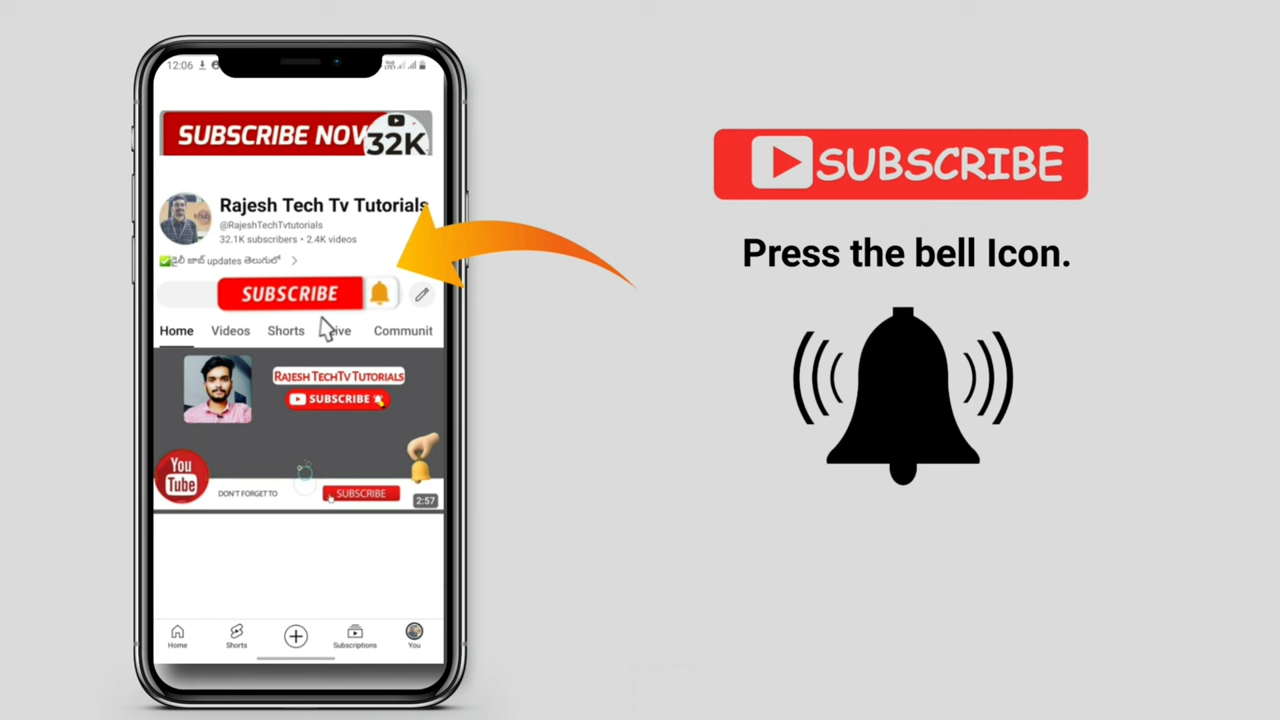 12:06
SUBSCRIBE NOW
32K
Rajesh Tech Tv Tutorials
@RajeshTechTvtutorials
32.1K subscribers • 2.4K videos
✅డైలీ జాబ్ updates తెలుగులో >
SUBSCRIBE
Home Videos Shorts Live Communit
RAJESH TECHTV TUTORIALS
SUBSCRIBE
You
Tube
DON'T FORGET TO
SUBSCRIBE
2:57
Home Shorts Subscriptions You
SUBSCRIBE
Press the bell Icon.